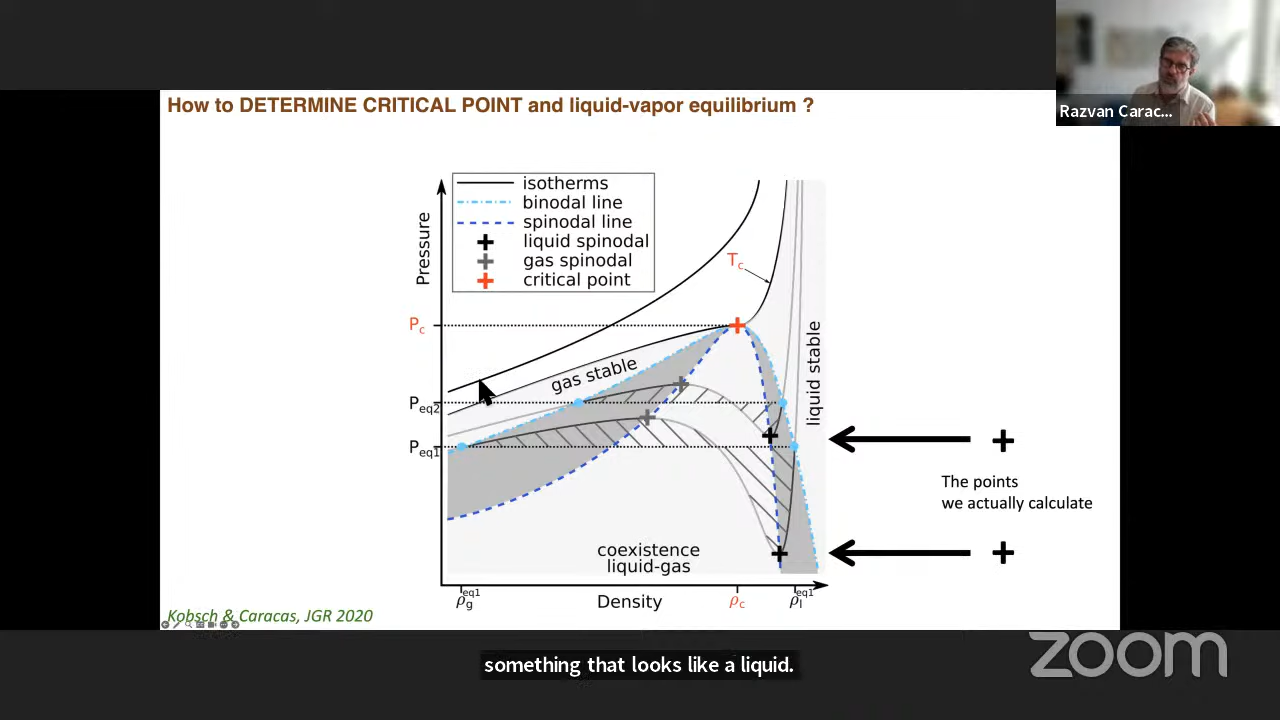 How to DETERMINE CRITICAL POINT and liquid-vapor equilibrium ?
Razvan Carac...
isotherms
binodal line
spinodal line
liquid spinodal
gas spinodal
critical point
Pressure
Tc
Pc
gas stable
liquid stable
Peq2
Peq1
The points
we actually calculate
coexistence
liquid-gas
ρg eq1
Density
ρc
ρl eq1
Kobsch & Caracas, JGR 2020
something that looks like a liquid.
zoom